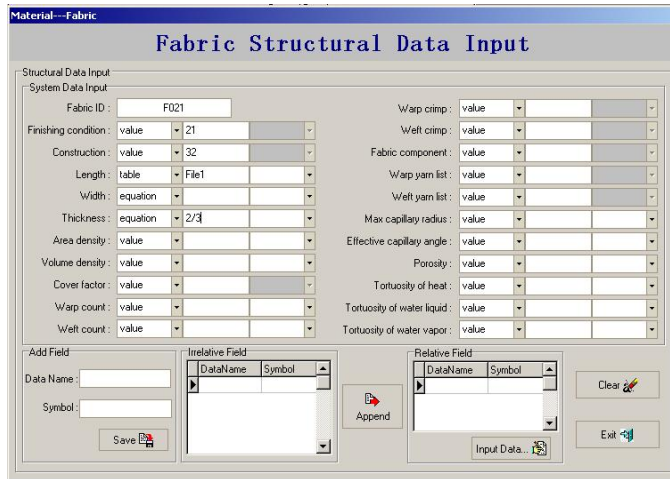 Material---Fabric
Fabric Structural Data Input
Structural Data Input
System Data Input
Fabric ID : F021
Finishing condition : value 21
Construction : value 32
Length : table File1
Width : equation
Thickness : equation 2/3
Area density : value
Volume density : value
Cover factor : value
Warp count : value
Weft count : value
Warp crimp : value
Weft crimp : value
Fabric component : value
Warp yarn list : value
Weft yarn list : value
Max capillary radius : value
Effective capillary angle : value
Porosity : value
Tortuosity of heat : value
Tortuosity of water liquid : value
Tortuosity of water vapor : value
Add Field
Data Name :
Symbol :
Save
Irrelative Field
DataName Symbol
Append
Relative Field
DataName Symbol
Input Data...
Clear
Exit